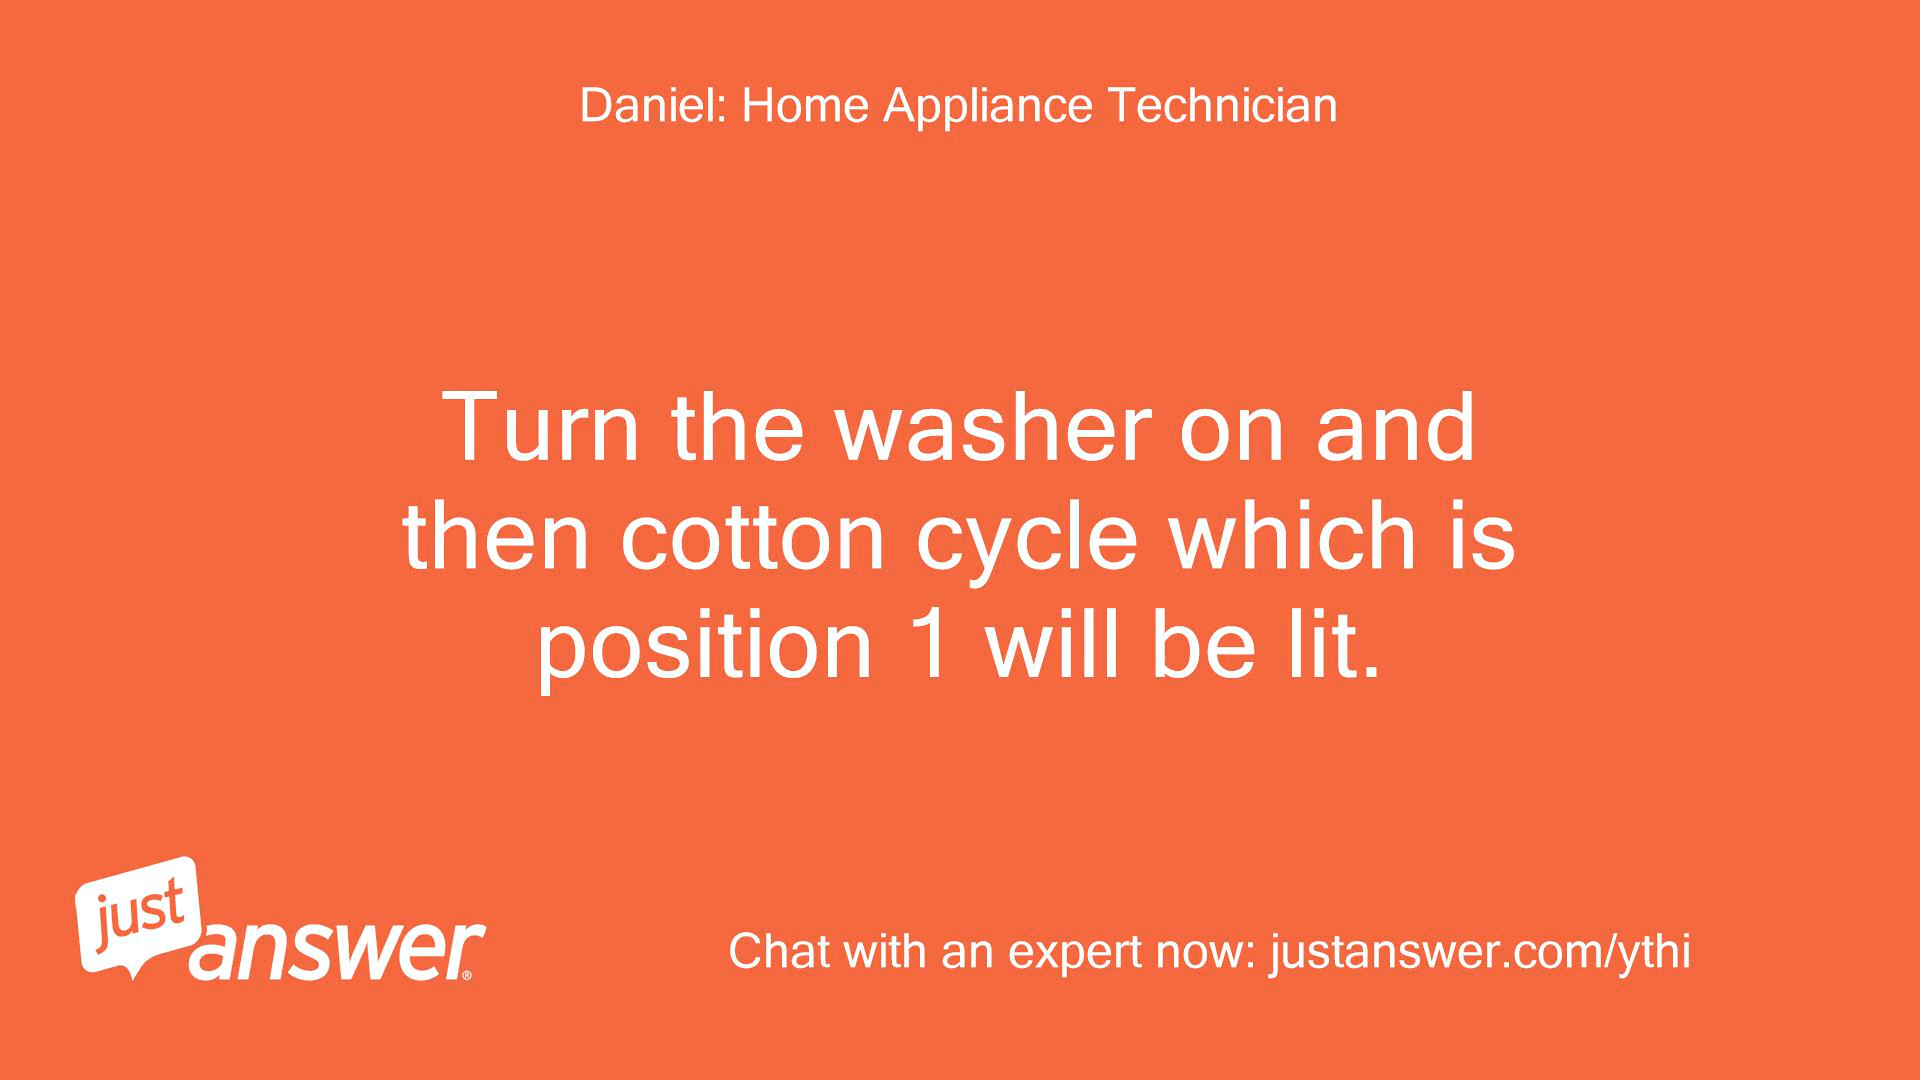 Daniel: Home Appliance Technician
Turn the washer on and
then cotton cycle which is
position 1 will be lit.
just
answer®
Chat with an expert now: justanswer.com/ythi